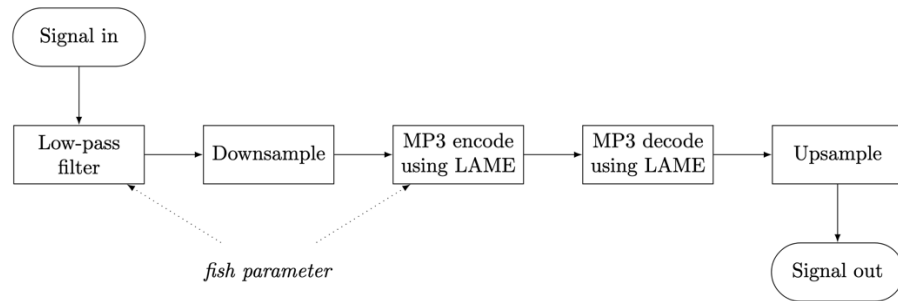 Signal in
Low-pass
filter
Downsample
MP3 encode
using LAME
MP3 decode
using LAME
Upsample
fish parameter
Signal out